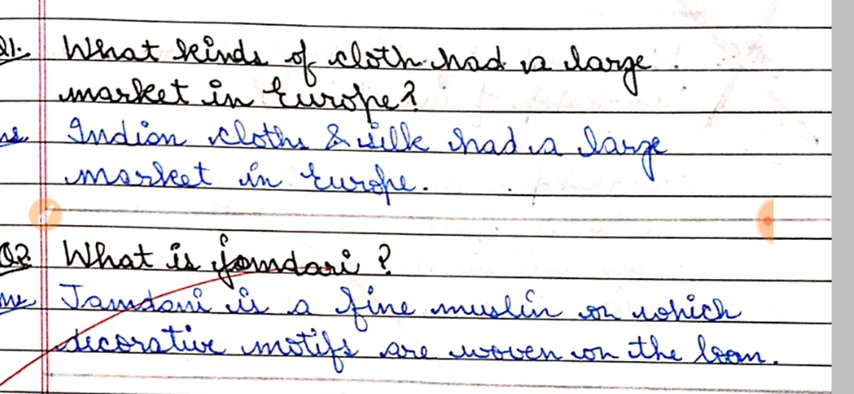 Q1. What kinds of cloth had a large
market in Europe?
Ans. Indian cloths & silk had a large
market in Europe.
Q2. What is jamdari ?
Ans. Jamdani is a fine muslin on which
decorative motifs are woven on the loom.